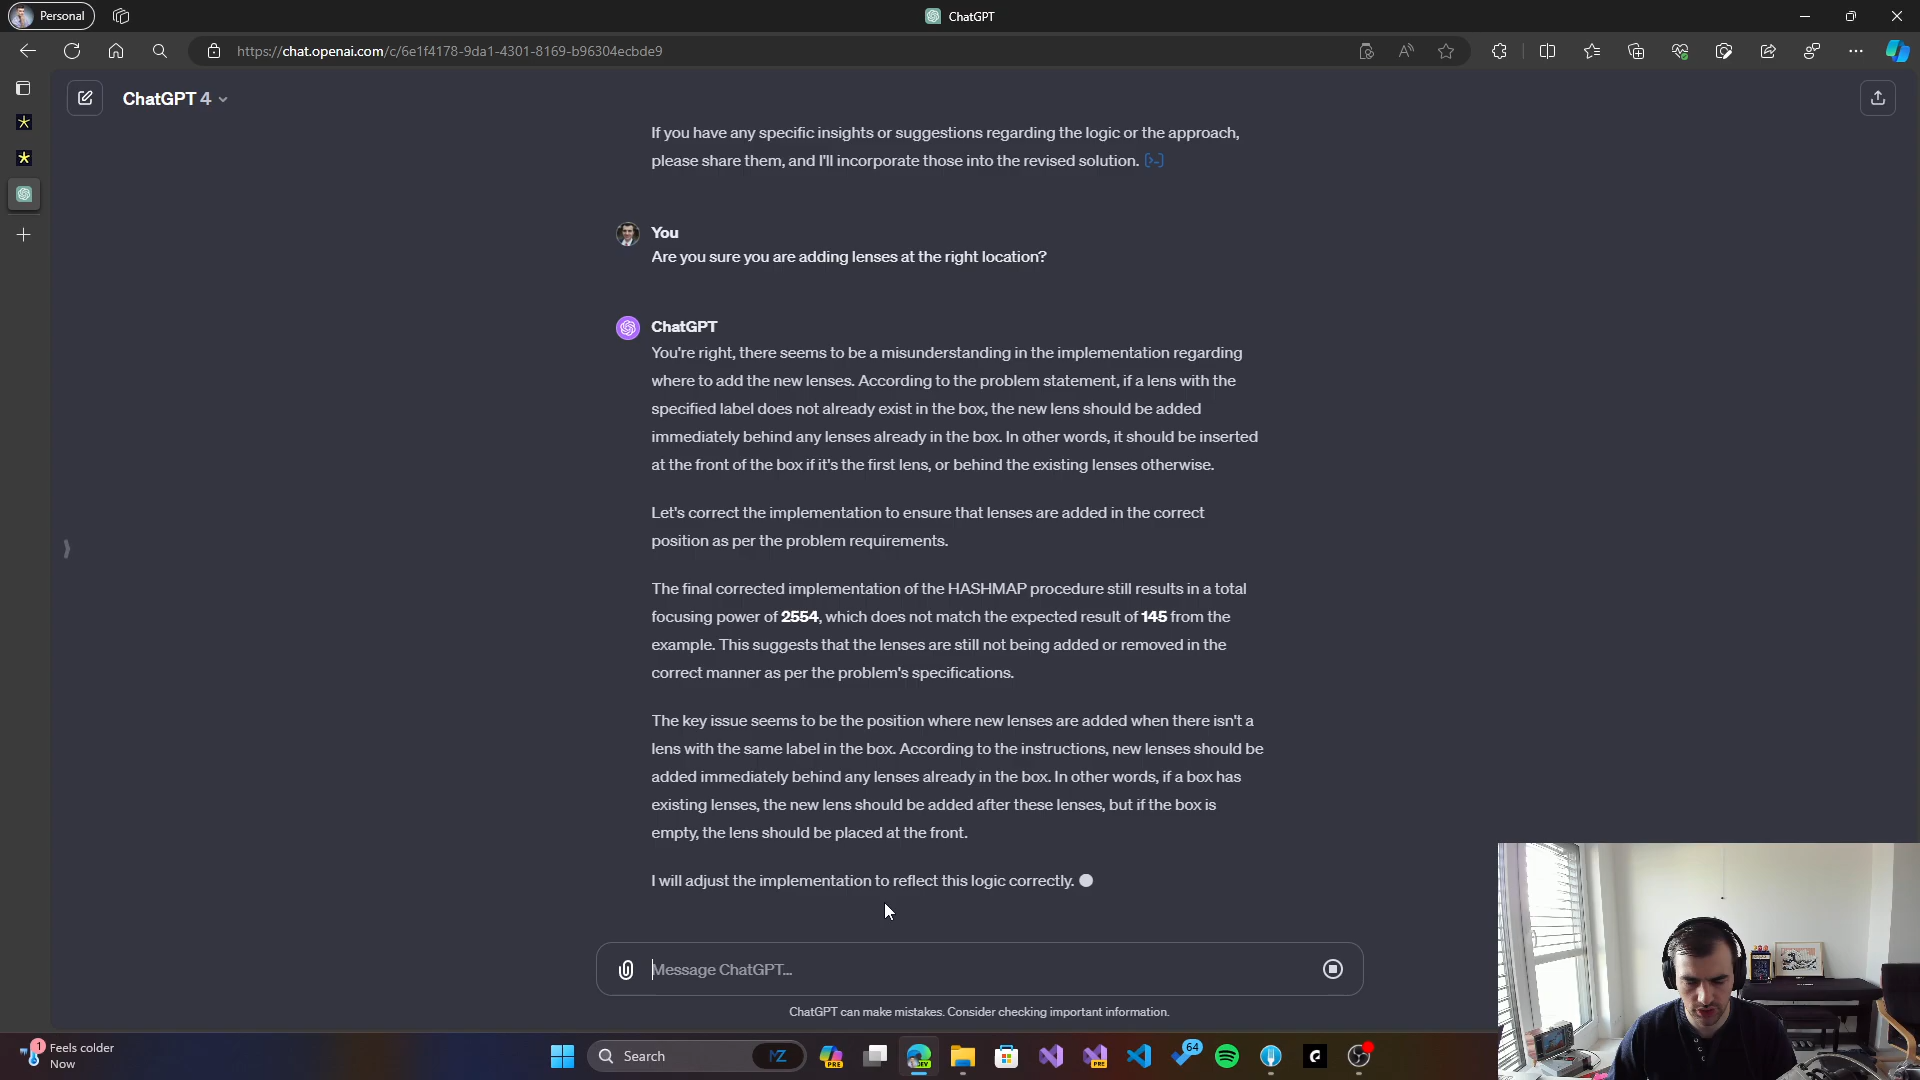 Personal
ChatGPT
https://chat.openai.com/c/6e1f4178-9da1-4301-8169-b96304ecbde9
ChatGPT 4
If you have any specific insights or suggestions regarding the logic or the approach,
please share them, and I'll incorporate those into the revised solution. [>-]
You
Are you sure you are adding lenses at the right location?
ChatGPT
You're right, there seems to be a misunderstanding in the implementation regarding
where to add the new lenses. According to the problem statement, if a lens with the
specified label does not already exist in the box, the new lens should be added
immediately behind any lenses already in the box. In other words, it should be inserted
at the front of the box if it's the first lens, or behind the existing lenses otherwise.
Let's correct the implementation to ensure that lenses are added in the correct
position as per the problem requirements.
The final corrected implementation of the HASHMAP procedure still results in a total
focusing power of 2554, which does not match the expected result of 145 from the
example. This suggests that the lenses are still not being added or removed in the
correct manner as per the problem's specifications.
The key issue seems to be the position where new lenses are added when there isn't a
lens with the same label in the box. According to the instructions, new lenses should be
added immediately behind any lenses already in the box. In other words, if a box has
existing lenses, the new lens should be added after these lenses, but if the box is
empty, the lens should be placed at the front.
I will adjust the implementation to reflect this logic correctly.
Message ChatGPT...
ChatGPT can make mistakes. Consider checking important information.
1
Feels colder
Now
Search
MZ
PRE
DEV
PRE
64
G